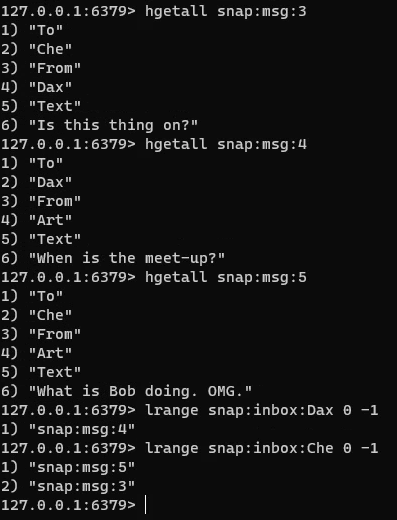 127.0.0.1:6379> hgetall snap:msg:3
1) "To"
2) "Che"
3) "From"
4) "Dax"
5) "Text"
6) "Is this thing on?"
127.0.0.1:6379> hgetall snap:msg:4
1) "To"
2) "Dax"
3) "From"
4) "Art"
5) "Text"
6) "When is the meet-up?"
127.0.0.1:6379> hgetall snap:msg:5
1) "To"
2) "Che"
3) "From"
4) "Art"
5) "Text"
6) "What is Bob doing. OMG."
127.0.0.1:6379> lrange snap:inbox:Dax 0 -1
1) "snap:msg:4"
127.0.0.1:6379> lrange snap:inbox:Che 0 -1
1) "snap:msg:5"
2) "snap:msg:3"
127.0.0.1:6379>